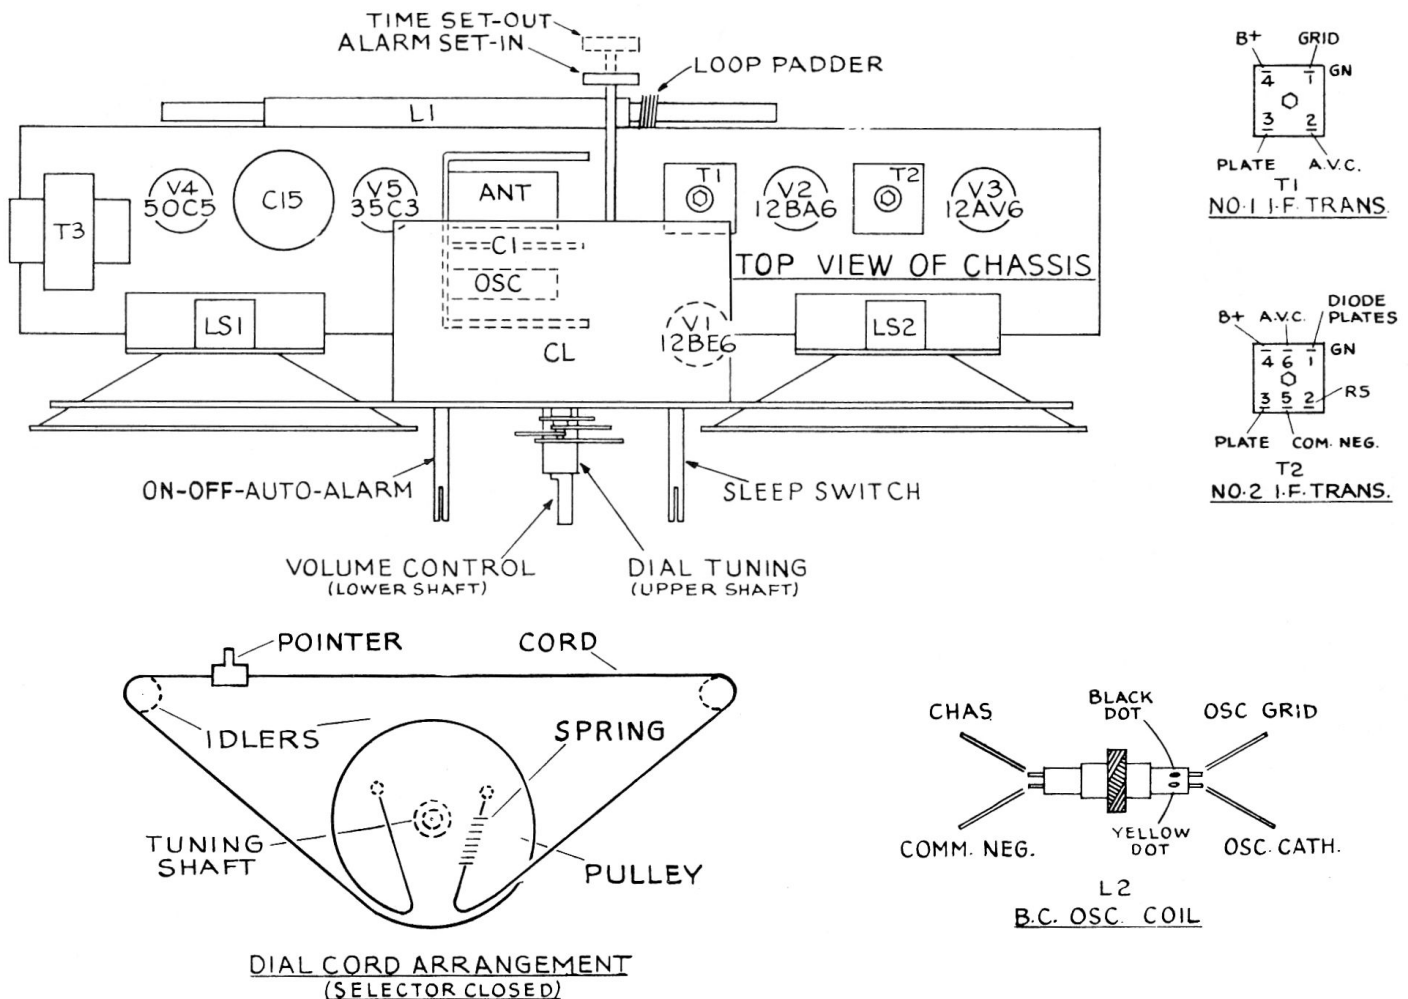 TIME SET-OUT
ALARM SET-IN
LOOP PADDER
L1
T3
V4
50C5
C15
V5
35C3
ANT
C1
OSC
CL
T1
V2
12BA6
T2
V3
12AV6
TOP VIEW OF CHASSIS
LS1
V1
12BE6
LS2
ON-OFF-AUTO-ALARM
SLEEP SWITCH
VOLUME CONTROL
(LOWER SHAFT)
DIAL TUNING
(UPPER SHAFT)
B+ GRID
4 1 GN
3 2
PLATE A.V.C.
T1
NO.1 I.F. TRANS.
B+ A.V.C. DIODE
PLATES
4 6 1 GN
3 5 2 R5
PLATE COM. NEG.
T2
NO.2 I.F. TRANS.
POINTER
CORD
IDLERS
SPRING
TUNING
SHAFT
PULLEY
DIAL CORD ARRANGEMENT
(SELECTOR CLOSED)
CHAS.
BLACK
DOT
OSC GRID
COMM. NEG.
YELLOW
DOT
OSC. CATH.
L2
B.C. OSC. COIL